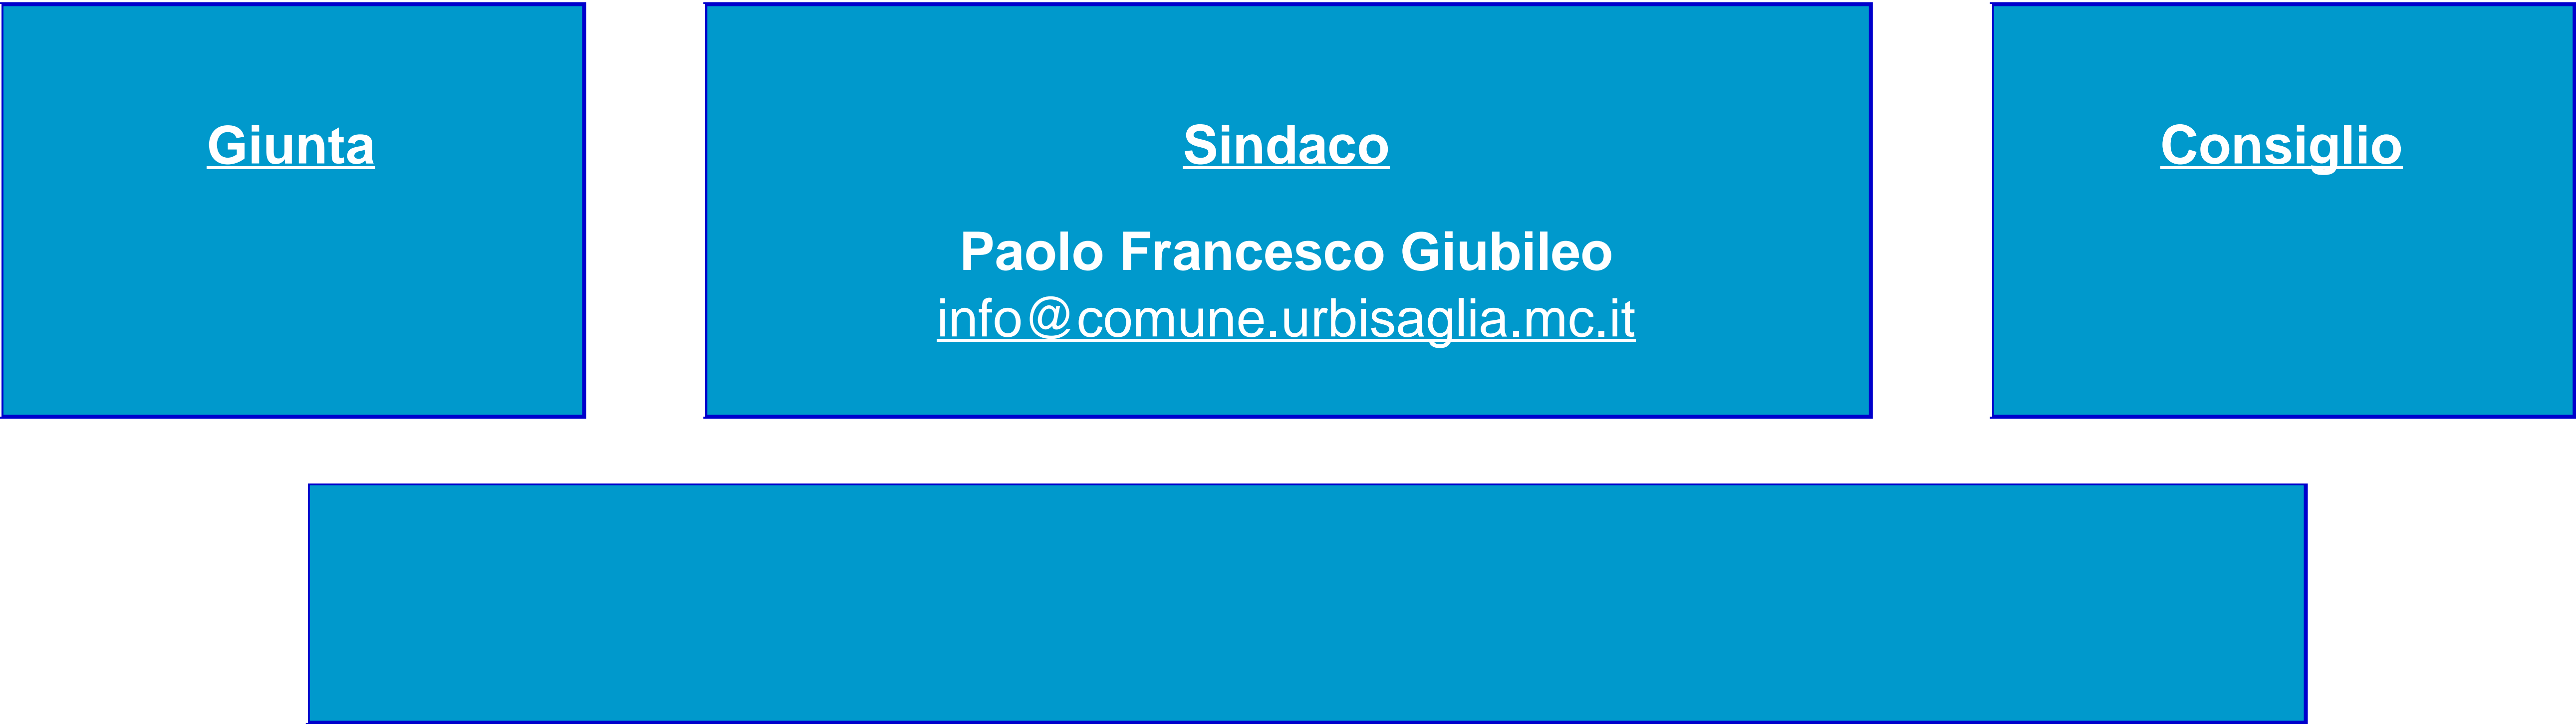 Giunta
Sindaco
Paolo Francesco Giubileo
info@comune.urbisaglia.mc.it
Consiglio